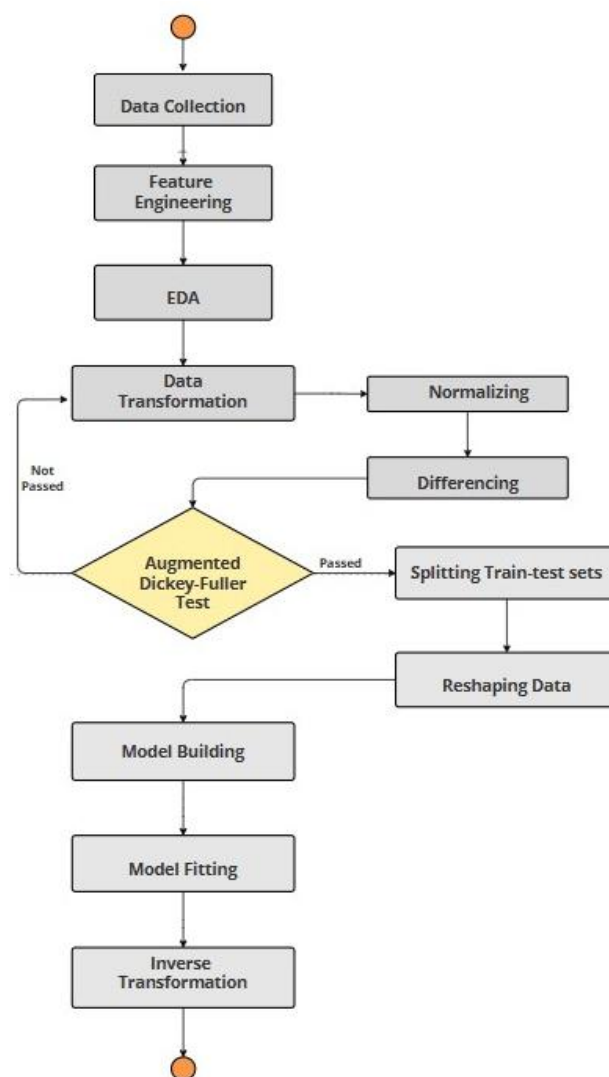 Data Collection
Feature
Engineering
EDA
Data
Transformation
Normalizing
Not
Passed
Differencing
Augmented
Dickey-Fuller
Test
Passed
Splitting Train-test sets
Reshaping Data
Model Building
Model Fitting
Inverse
Transformation